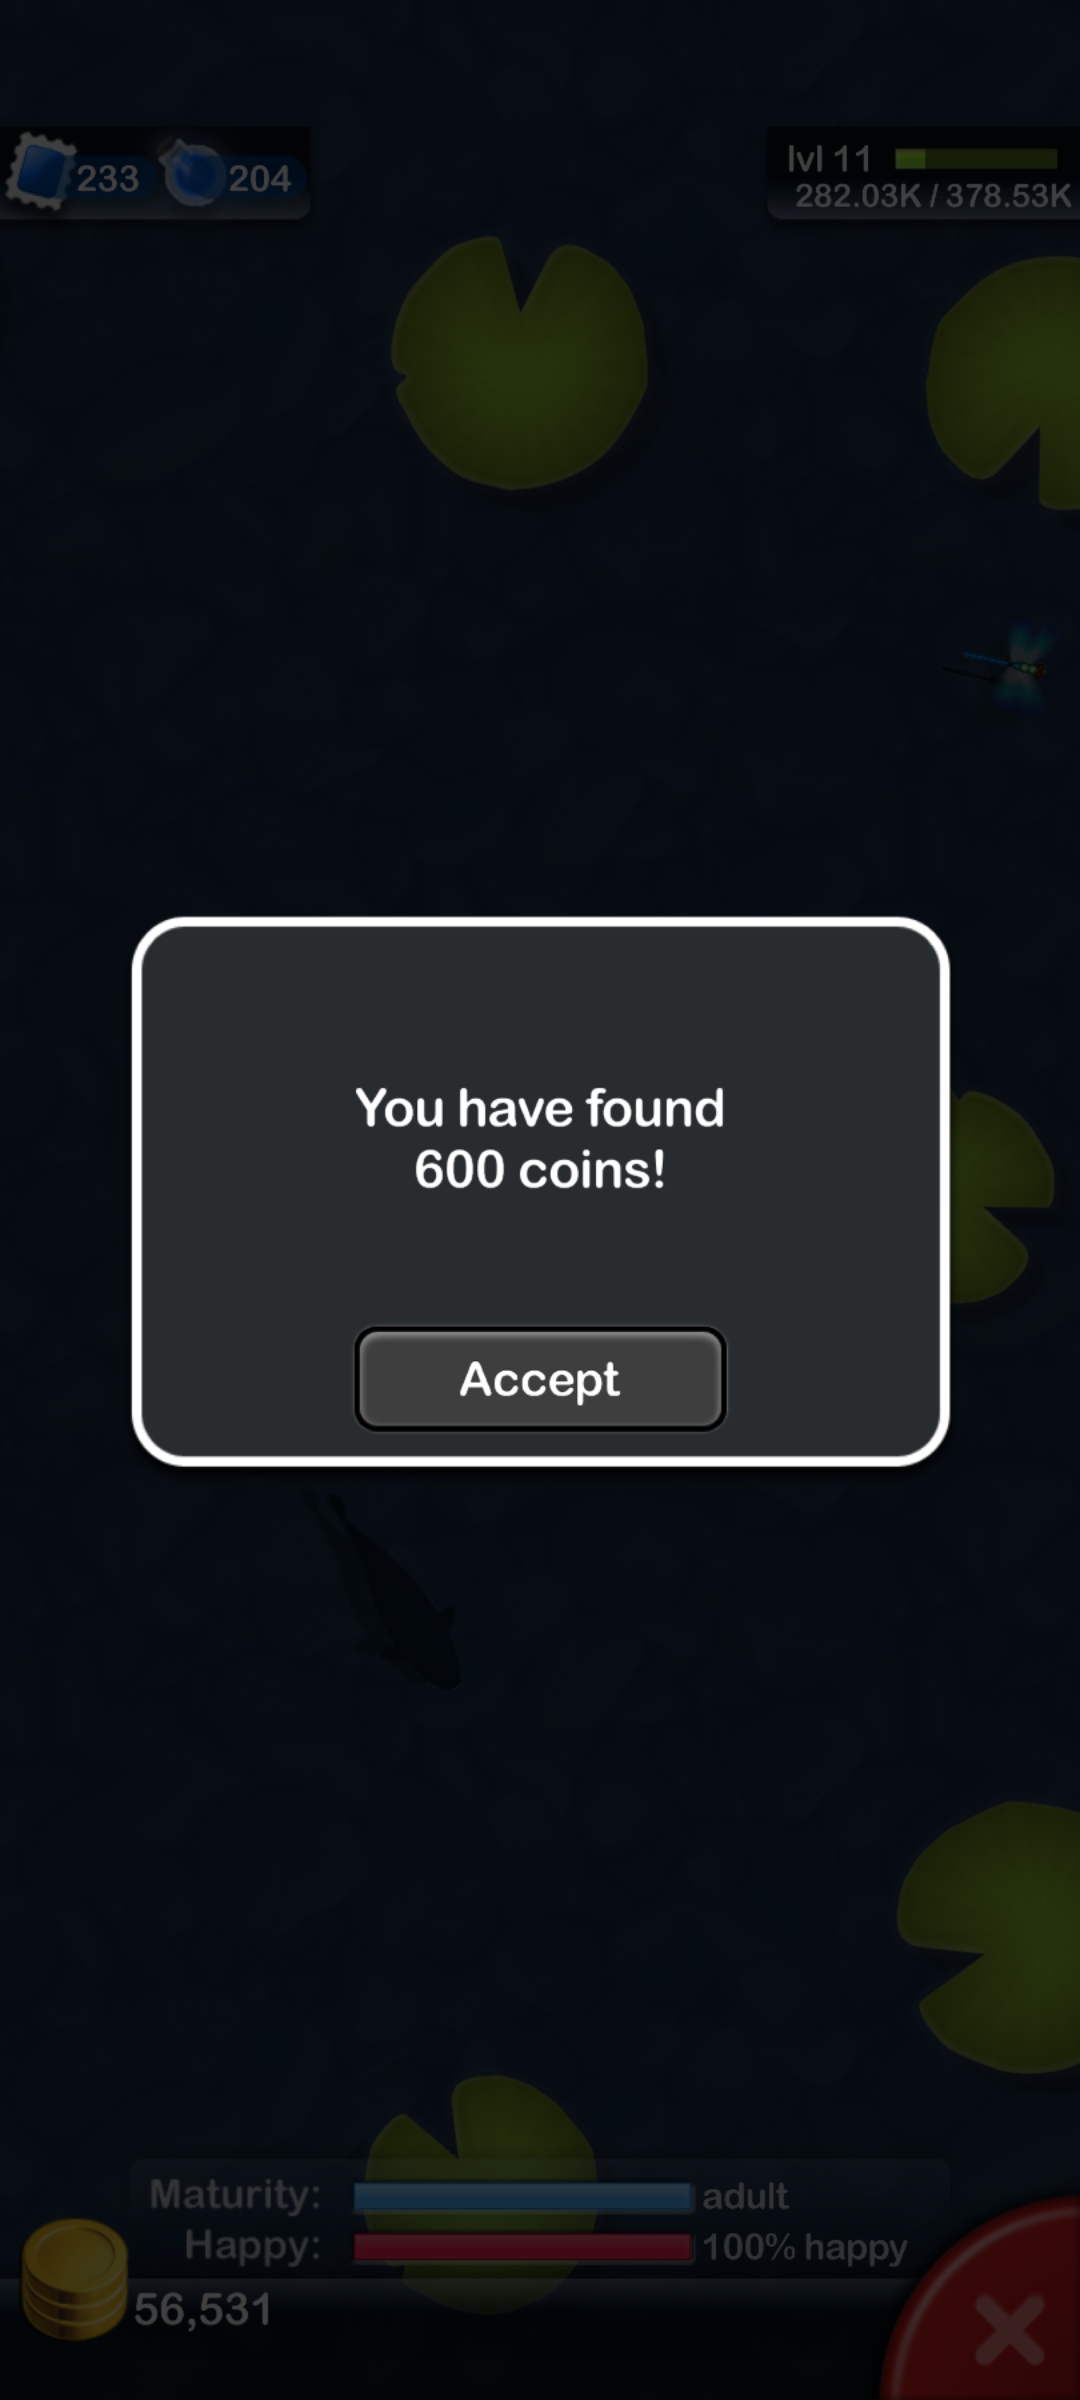 233 204
lvl 11
282.03K / 378.53K
You have found
600 coins!
Accept
Maturity: adult
Happy: 100% happy
56,531